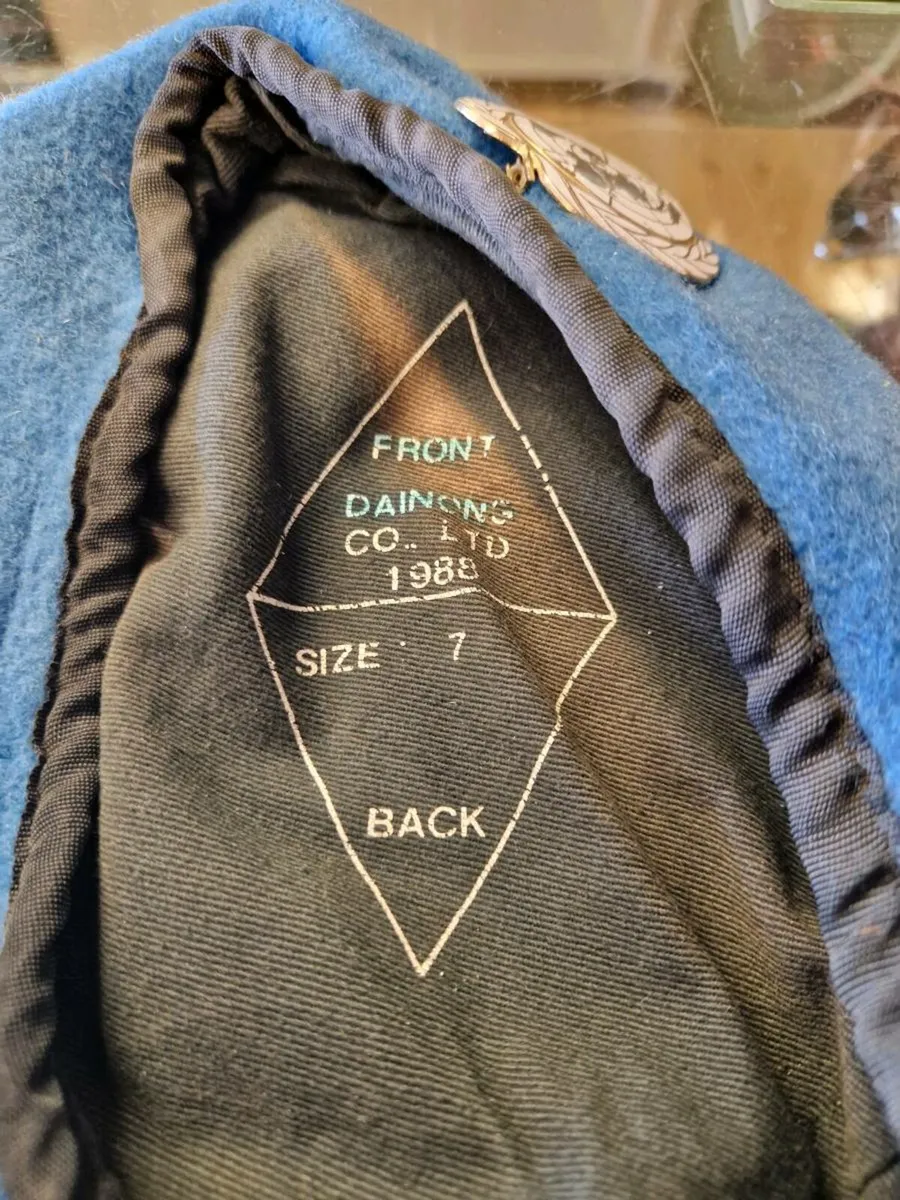 FRONT
DAINONG
CO., LTD
1988
SIZE 7
BACK